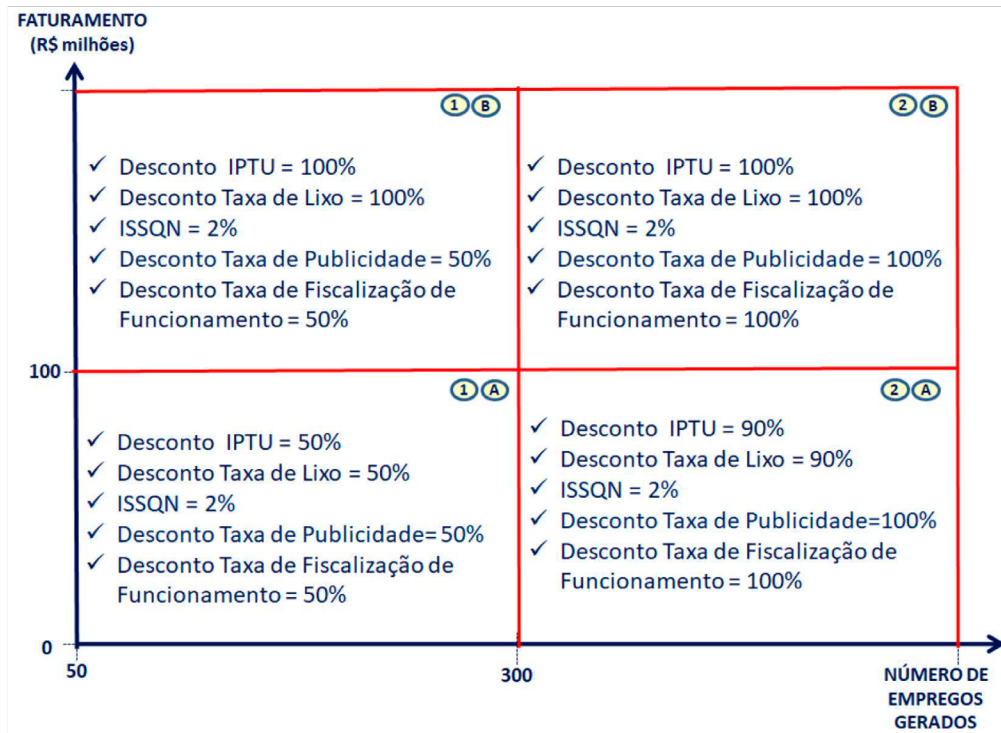 FATURAMENTO
(R$ milhões)
1 B
✓ Desconto IPTU = 100%
✓ Desconto Taxa de Lixo = 100%
✓ ISSQN = 2%
✓ Desconto Taxa de Publicidade = 50%
✓ Desconto Taxa de Fiscalização de
Funcionamento = 50%
2 B
✓ Desconto IPTU = 100%
✓ Desconto Taxa de Lixo = 100%
✓ ISSQN = 2%
✓ Desconto Taxa de Publicidade = 100%
✓ Desconto Taxa de Fiscalização de
Funcionamento = 100%
100
1 A
✓ Desconto IPTU = 50%
✓ Desconto Taxa de Lixo = 50%
✓ ISSQN = 2%
✓ Desconto Taxa de Publicidade= 50%
✓ Desconto Taxa de Fiscalização de
Funcionamento = 50%
2 A
✓ Desconto IPTU = 90%
✓ Desconto Taxa de Lixo = 90%
✓ ISSQN = 2%
✓ Desconto Taxa de Publicidade=100%
✓ Desconto Taxa de Fiscalização de
Funcionamento = 100%
0
50
300
NÚMERO DE
EMPREGOS
GERADOS